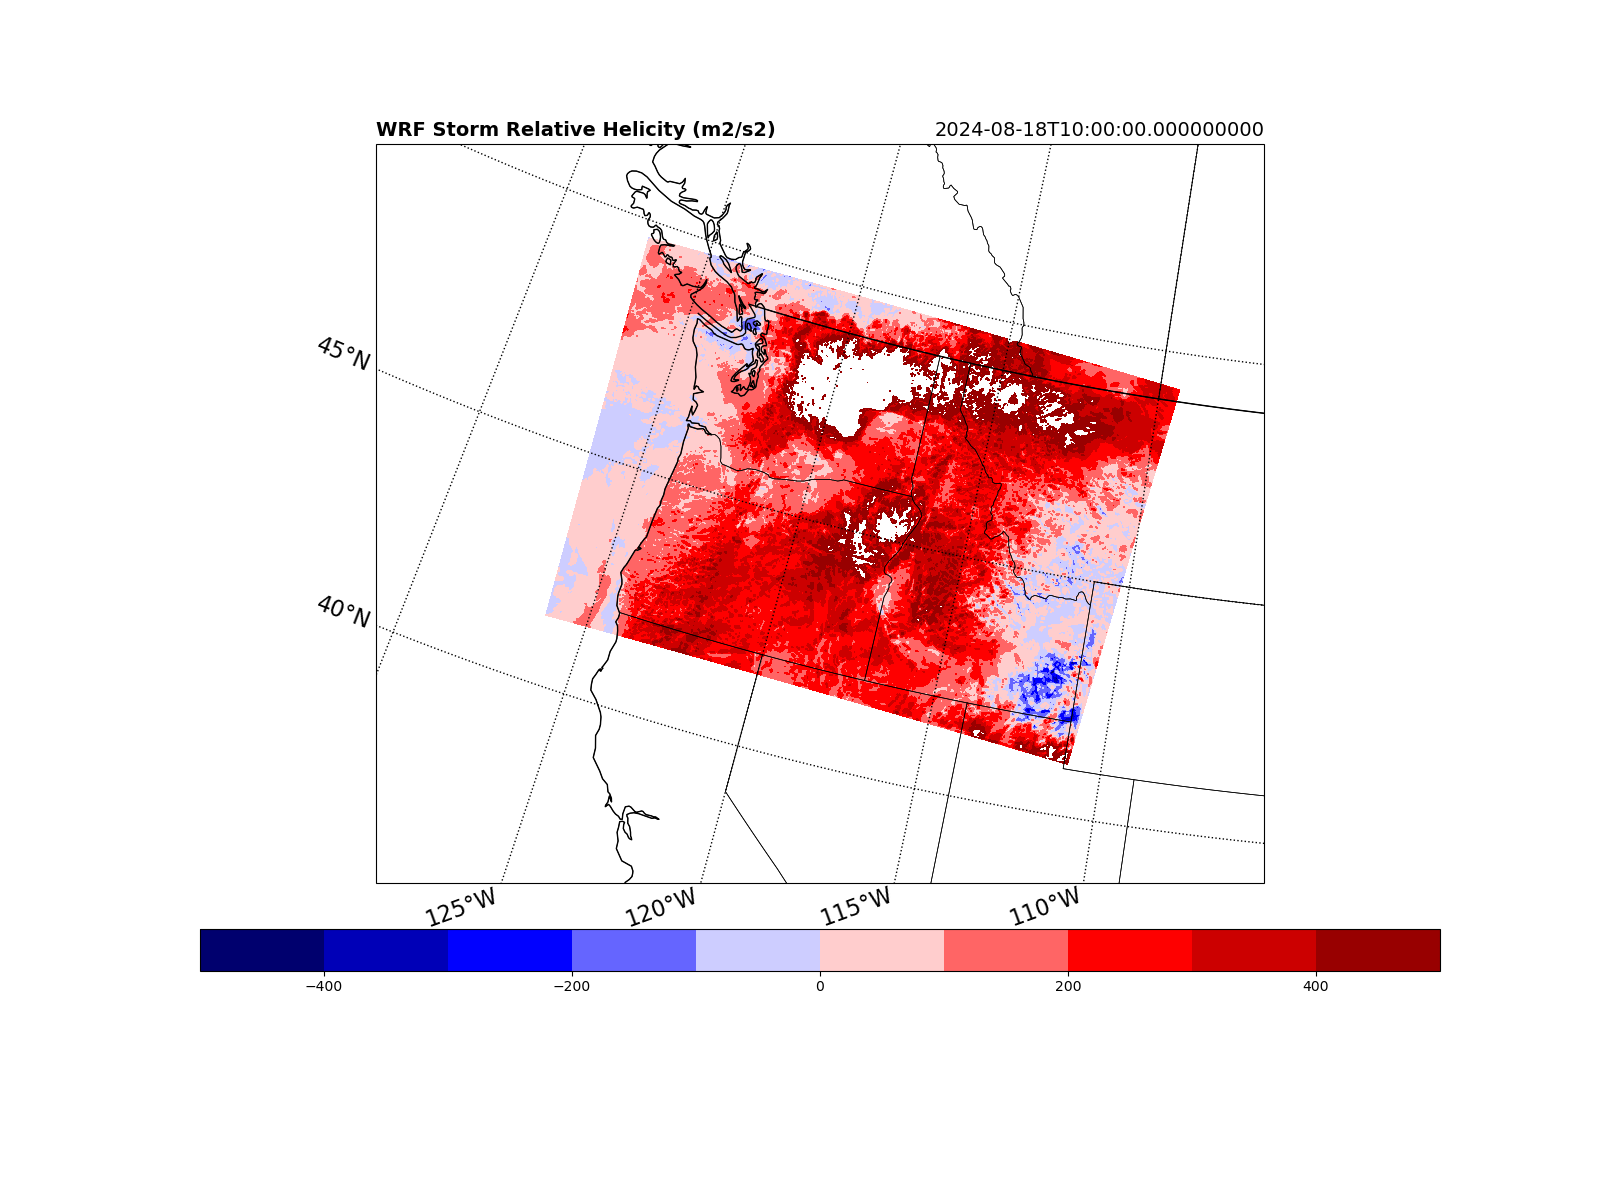 WRF Storm Relative Helicity (m2/s2) 2024-08-18T10:00:00.000000000
45°N
40°N
125°W 120°W 115°W 110°W
−400 −200 0 200 400